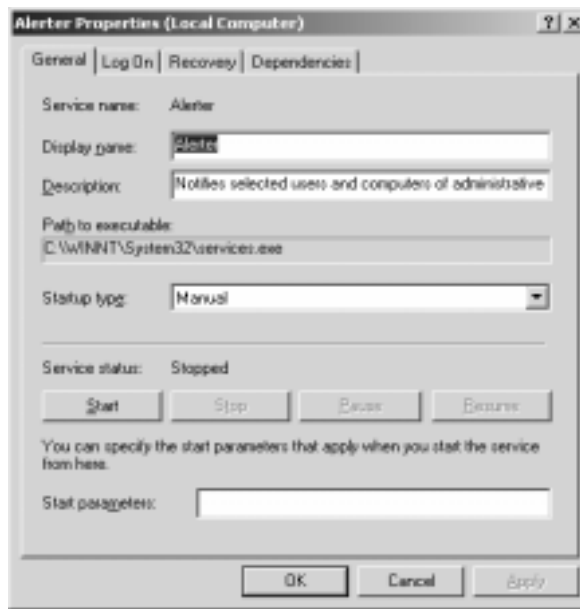 Alerter Properties (Local Computer)
General Log On Recovery Dependencies
Service name: Alerter
Display name: Alerter
Description: Notifies selected users and computers of administrative
Path to executable:
C:\WINNT\System32\services.exe
Startup type: Manual
Service status: Stopped
Start Stop Pause Resume
You can specify the start parameters that apply when you start the service
from here.
Start parameters:
OK Cancel Apply